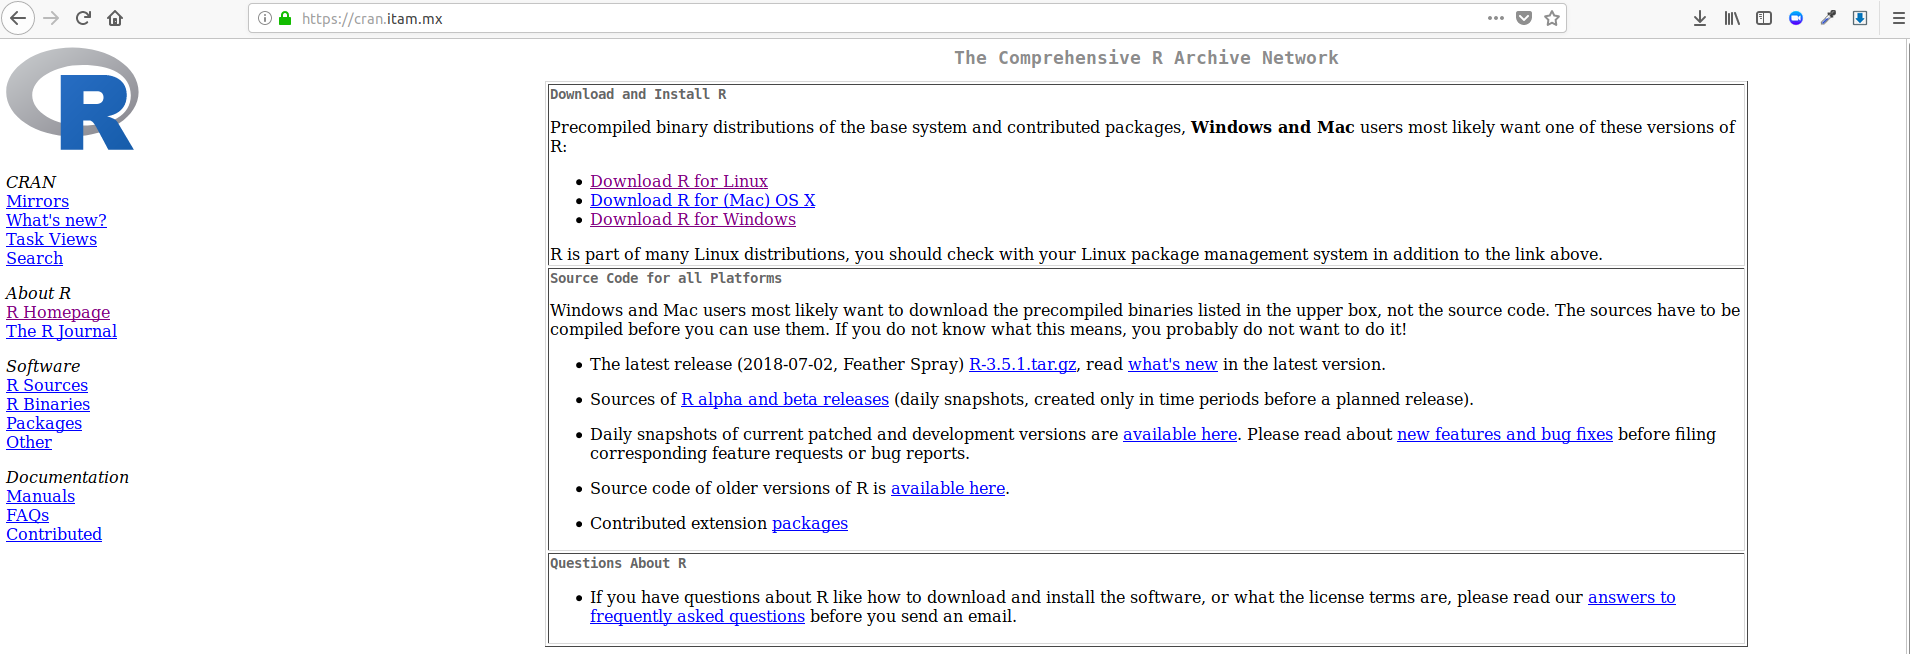 https://cran.itam.mx
R
CRAN
Mirrors
What's new?
Task Views
Search
About R
R Homepage
The R Journal
Software
R Sources
R Binaries
Packages
Other
Documentation
Manuals
FAQs
Contributed
The Comprehensive R Archive Network
Download and Install R
Precompiled binary distributions of the base system and contributed packages, Windows and Mac users most likely want one of these versions of
R:
• Download R for Linux
• Download R for (Mac) OS X
• Download R for Windows
R is part of many Linux distributions, you should check with your Linux package management system in addition to the link above.
Source Code for all Platforms
Windows and Mac users most likely want to download the precompiled binaries listed in the upper box, not the source code. The sources have to be
compiled before you can use them. If you do not know what this means, you probably do not want to do it!
• The latest release (2018-07-02, Feather Spray) R-3.5.1.tar.gz, read what's new in the latest version.
• Sources of R alpha and beta releases (daily snapshots, created only in time periods before a planned release).
• Daily snapshots of current patched and development versions are available here. Please read about new features and bug fixes before filing
corresponding feature requests or bug reports.
• Source code of older versions of R is available here.
• Contributed extension packages
Questions About R
• If you have questions about R like how to download and install the software, or what the license terms are, please read our answers to
frequently asked questions before you send an email.